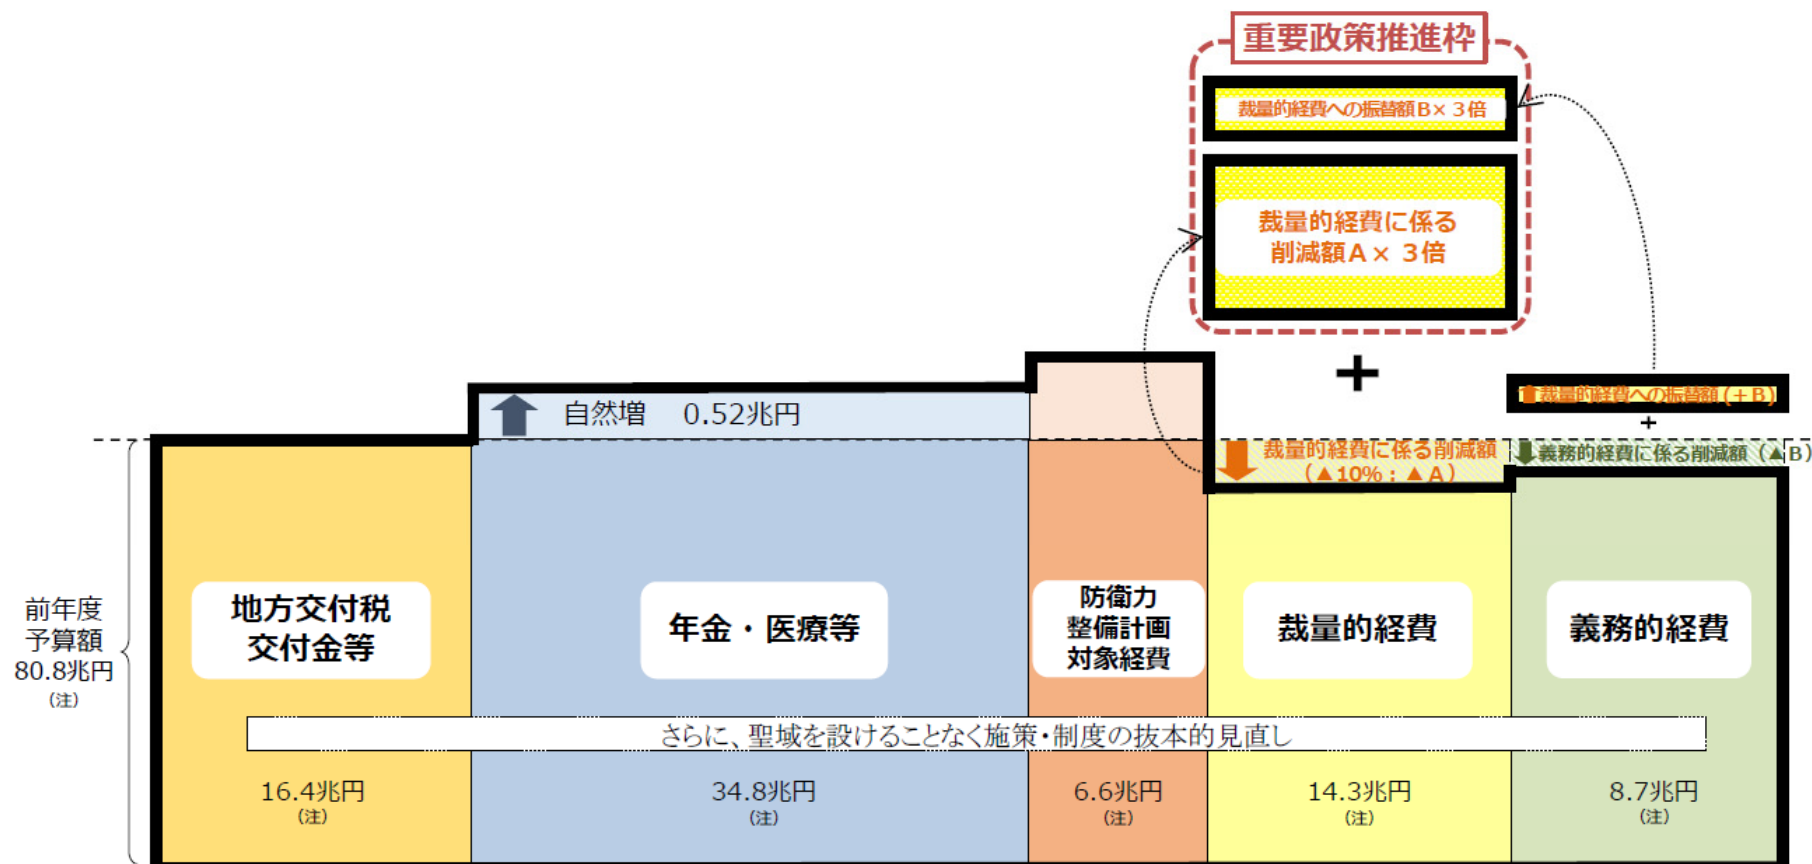 重要政策推進枠
裁量的経費への振替額B×３倍
裁量的経費に係る
削減額A×３倍
+
自然増　0.52兆円
裁量的経費への振替額(+B)
+
裁量的経費に係る削減額
(▲10%：▲A)
義務的経費に係る削減額（▲B）
前年度
予算額
80.8兆円
(注)
地方交付税
交付金等
年金・医療等
防衛力
整備計画
対象経費
裁量的経費
義務的経費
さらに、聖域を設けることなく施策・制度の抜本的見直し
16.4兆円
(注)
34.8兆円
(注)
6.6兆円
(注)
14.3兆円
(注)
8.7兆円
(注)